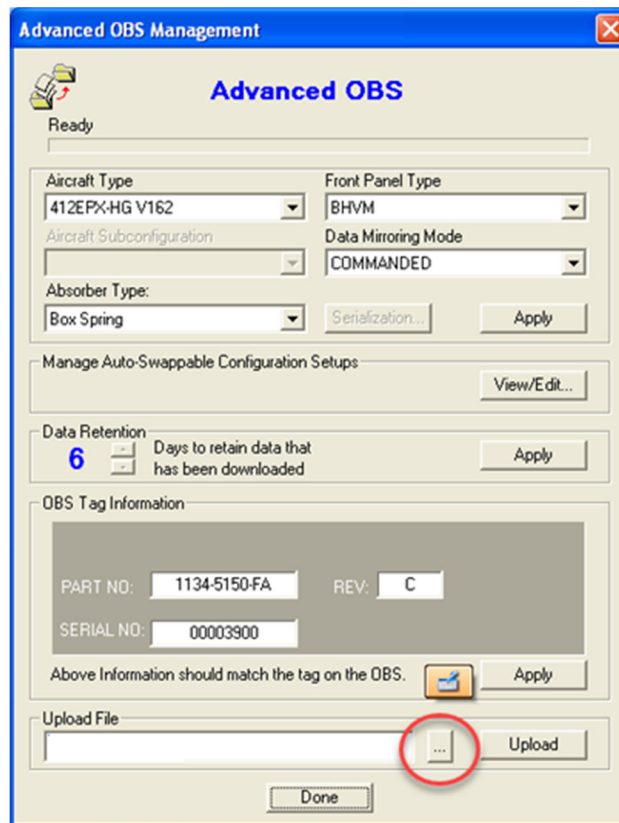 Advanced OBS Management
Advanced OBS
Ready
Aircraft Type
Front Panel Type
412EPX-HG V162
BHVM
Aircraft Subconfiguration
Data Mirroring Mode
COMMANDED
Absorber Type:
Box Spring
Serialization...
Apply
Manage Auto-Swappable Configuration Setups
View/Edit...
Data Retention
6
Days to retain data that
has been downloaded
Apply
OBS Tag Information
PART NO: 1134-5150-FA REV: C
SERIAL NO: 00003900
Above Information should match the tag on the OBS.
Apply
Upload File
...
Upload
Done